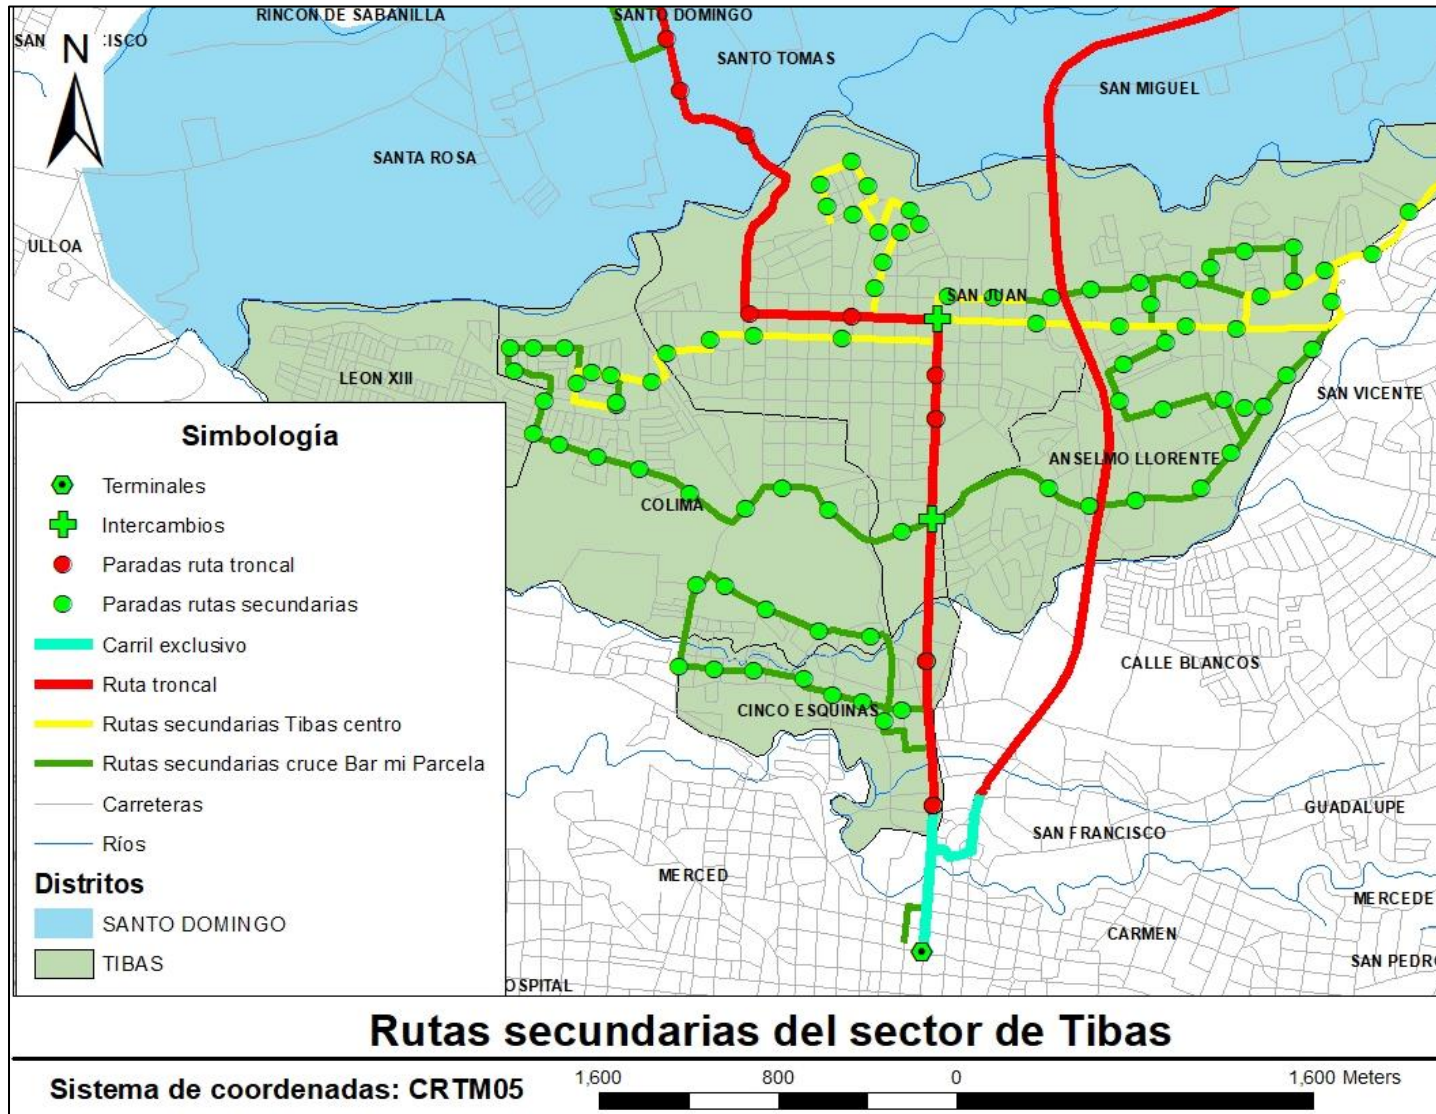 RINCON DE SABANILLA
SANTO DOMINGO
SAN
CISCO
N
SANTO TOMAS
SAN MIGUEL
SANTA ROSA
ULLOA
SAN JUAN
LEON XIII
SAN VICENTE
ANSELMO LLORENTE
COLIMA
CALLE BLANCOS
CINCO ESQUINAS
GUADALUPE
SAN FRANCISCO
MERCED
MERCEDE
CARMEN
SAN PEDRO
OSPITAL
Simbología
Terminales
Intercambios
Paradas ruta troncal
Paradas rutas secundarias
Carril exclusivo
Ruta troncal
Rutas secundarias Tibas centro
Rutas secundarias cruce Bar mi Parcela
Carreteras
Ríos
Distritos
SANTO DOMINGO
TIBAS
Rutas secundarias del sector de Tibas
Sistema de coordenadas: CRTM05
1,600 800 0 1,600 Meters